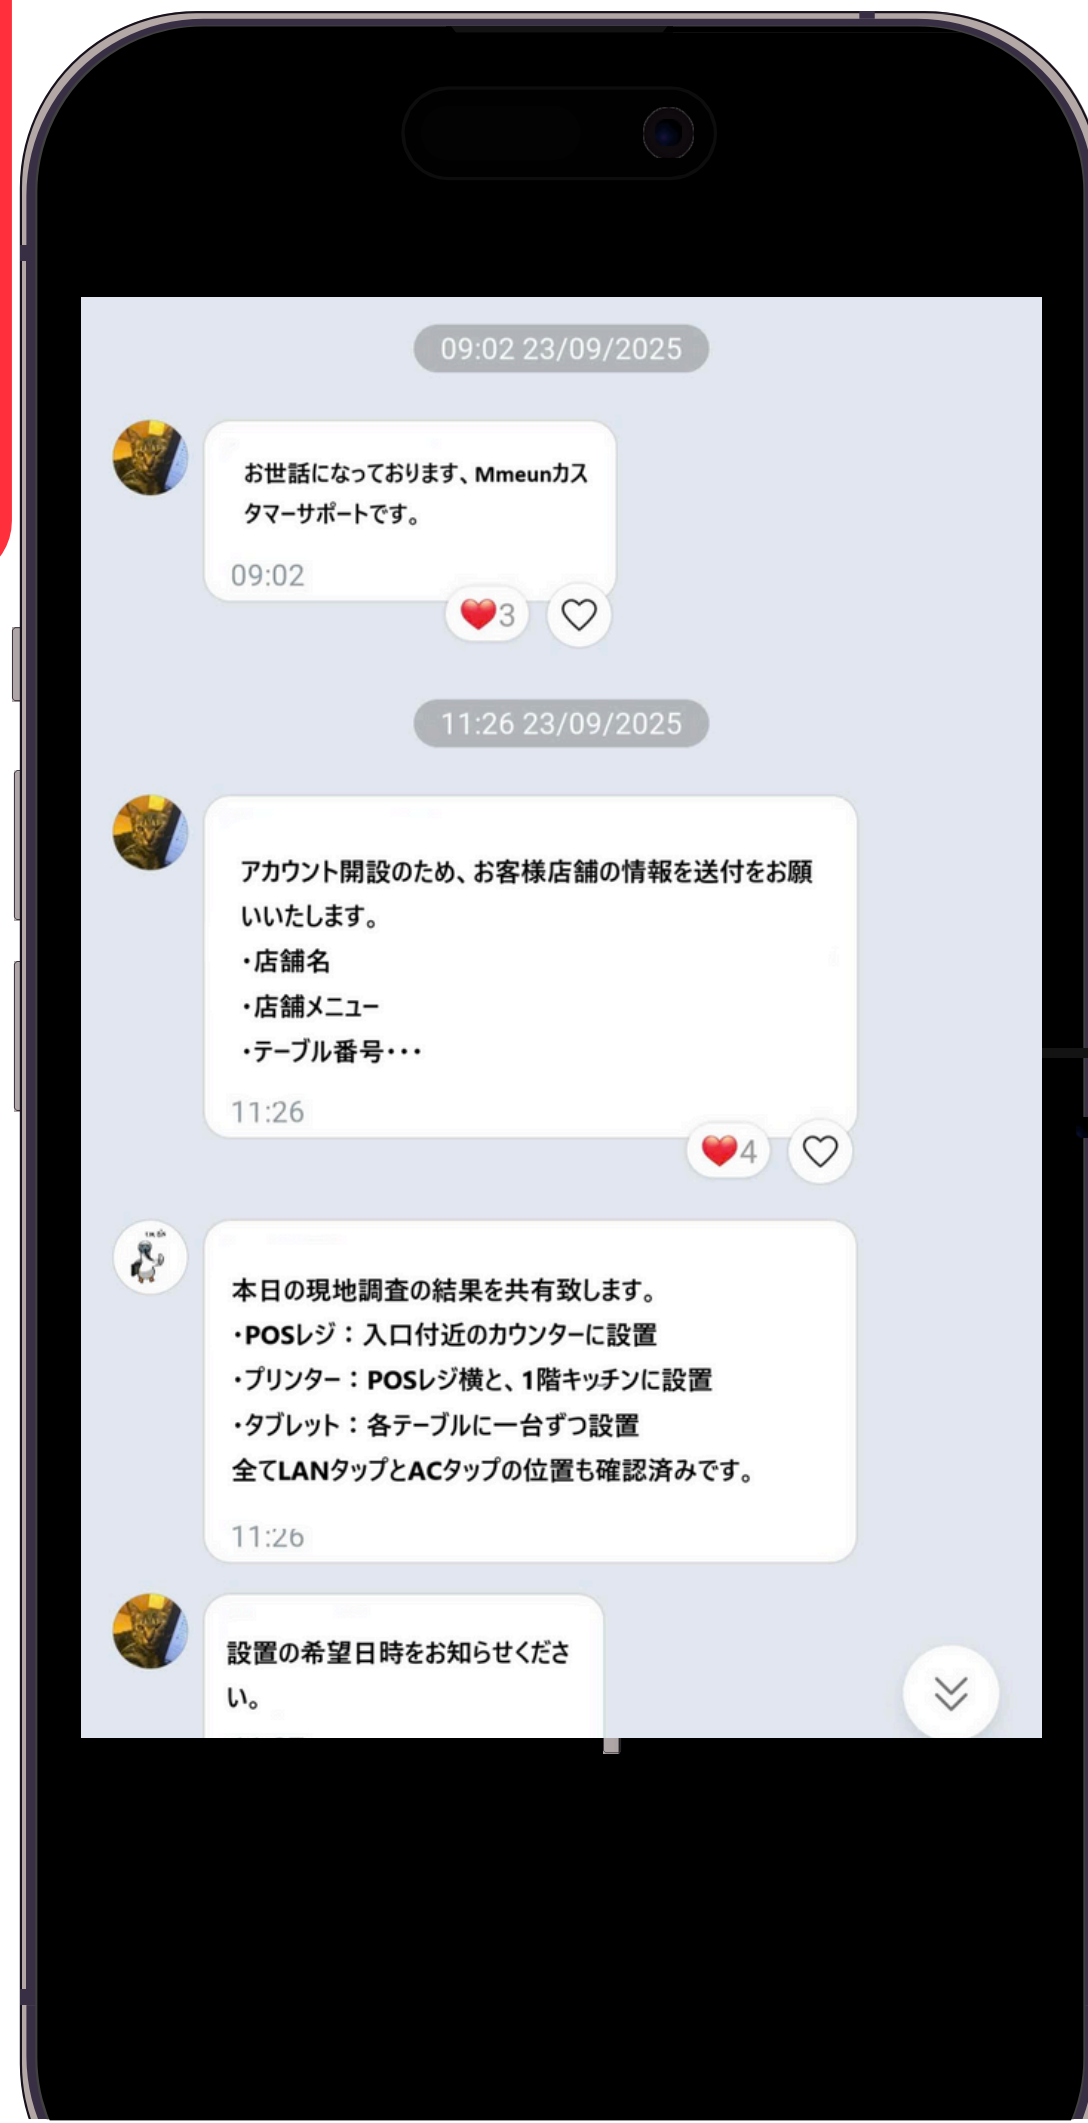 09:02 23/09/2025
お世話になっております、Mmeunカス
タマーサポートです。
09:02
3
11:26 23/09/2025
アカウント開設のため、お客様店舗の情報を送付をお願
いいたします。
・店舗名
・店舗メニュー
・テーブル番号・・・
11:26
4
本日の現地調査の結果を共有致します。
・POSレジ：入口付近のカウンターに設置
・プリンター：POSレジ横と、1階キッチンに設置
・タブレット：各テーブルに一台ずつ設置
全てLANタップとACタップの位置も確認済みです。
11:26
設置の希望日時をお知らせくださ
い。